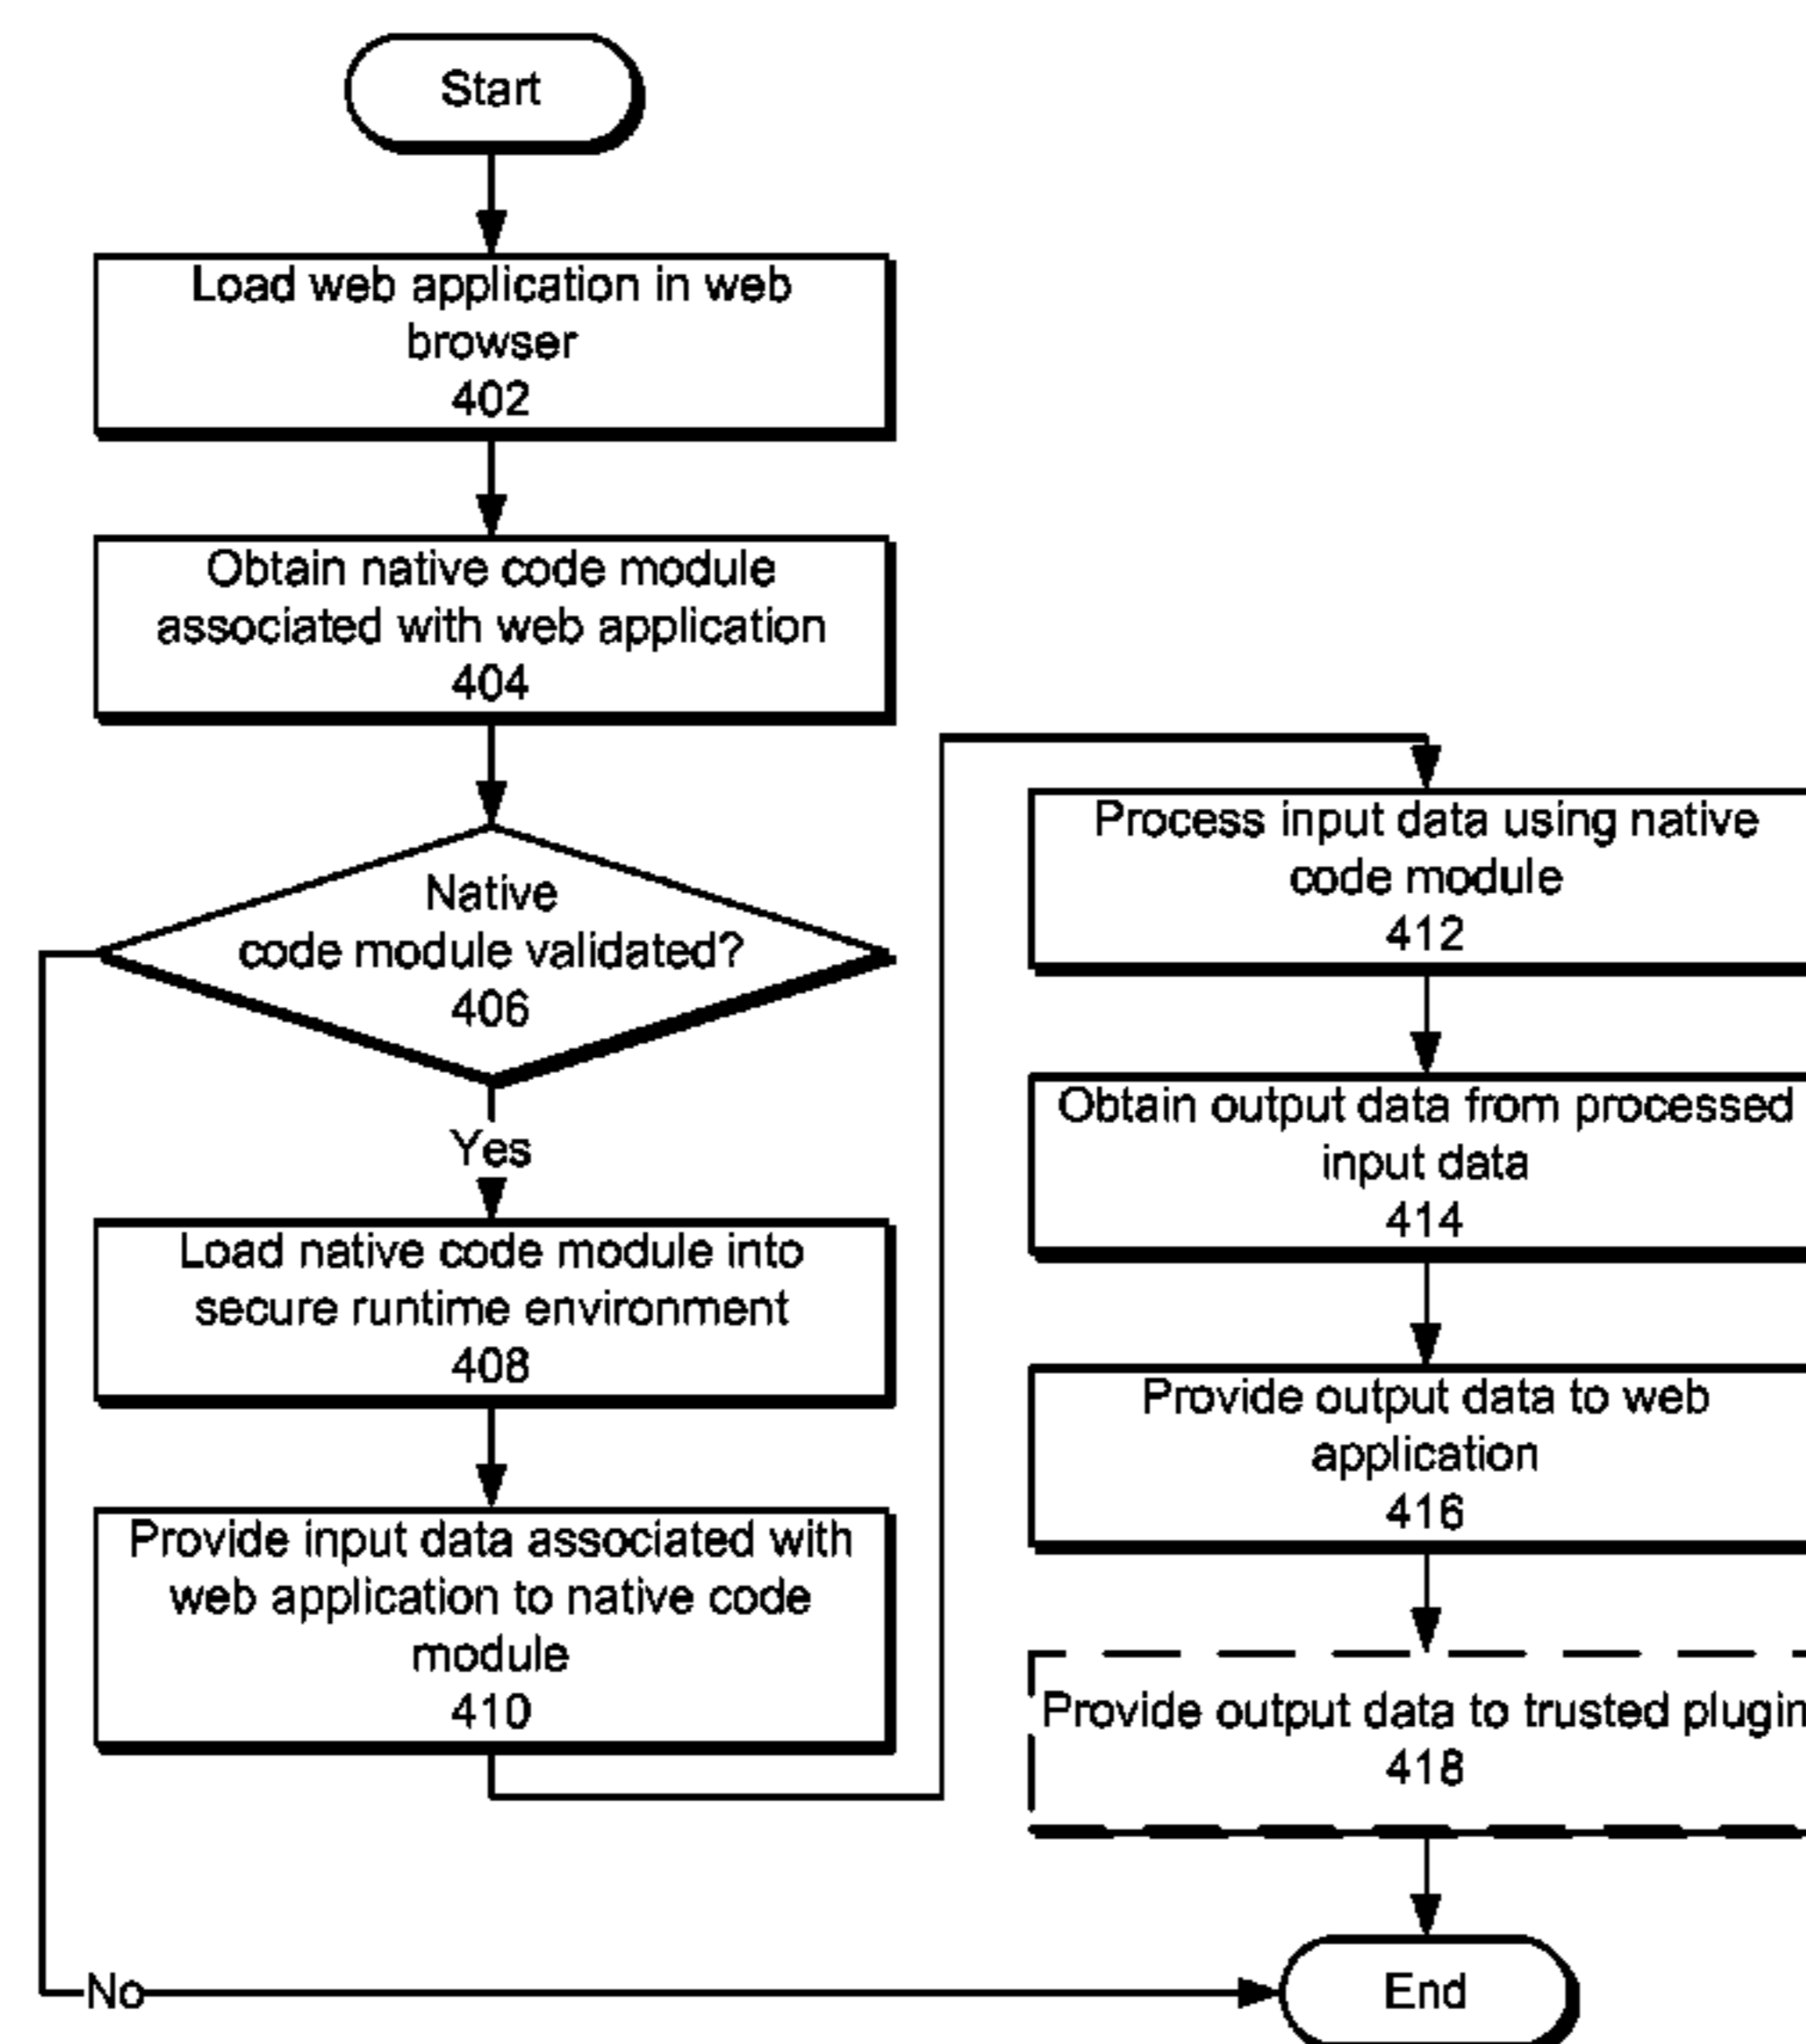 Start
Load web application in web
browser
402
Obtain native code module
associated with web application
404
Native
code module validated?
406
Yes
Load native code module into
secure runtime environment
408
Provide input data associated with
web application to native code
module
410
Process input data using native
code module
412
Obtain output data from processed
input data
414
Provide output data to web
application
416
Provide output data to trusted plugin
418
No
End